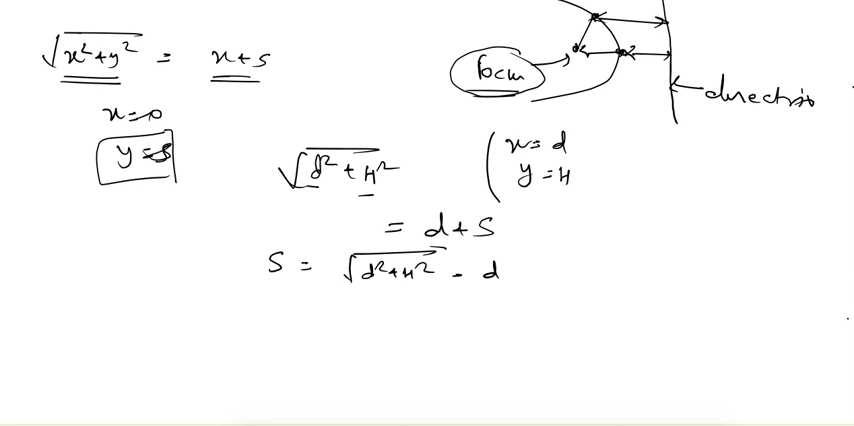 √(x²+y²) = x+s
x=0
y=s
focus
directrix
√(d²+H²)
x=d
y=H
= d+S
S = √(d²+H²) - d